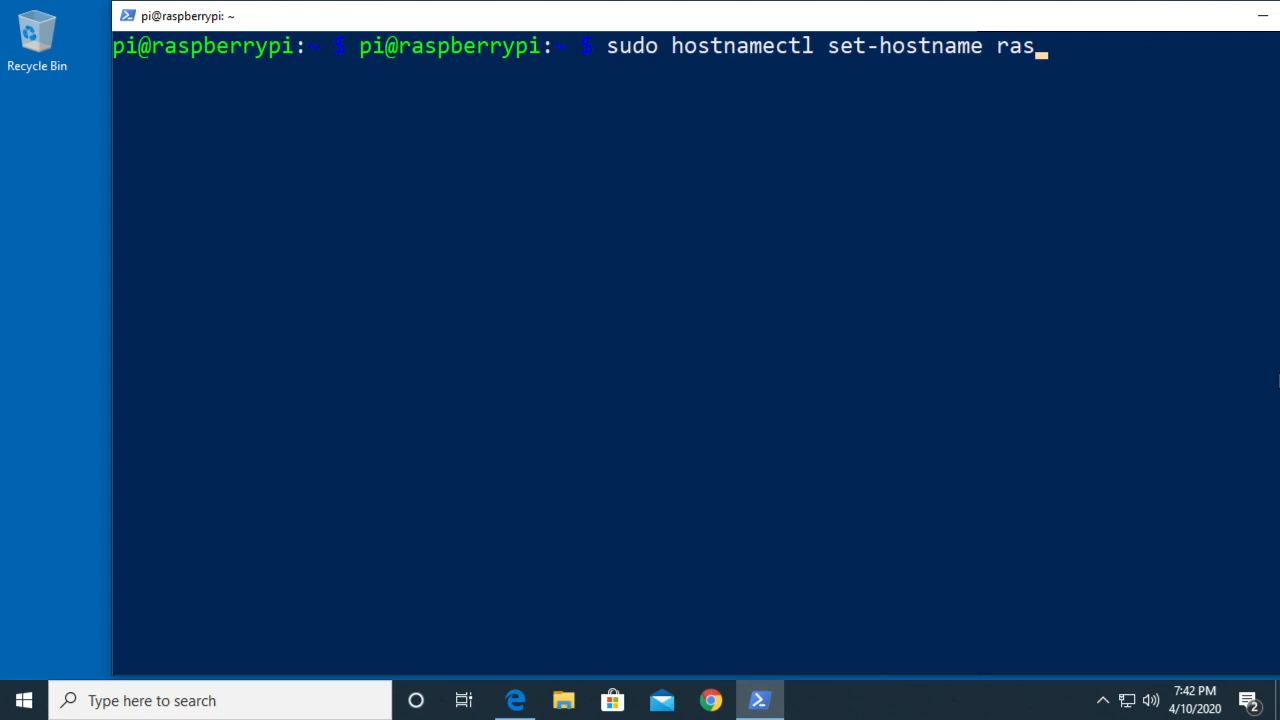 pi@raspberrypi: ~
pi@raspberrypi:~ $ pi@raspberrypi:~ $ sudo hostnamectl set-hostname ras
Recycle Bin
Type here to search
7:42 PM
4/10/2020
2